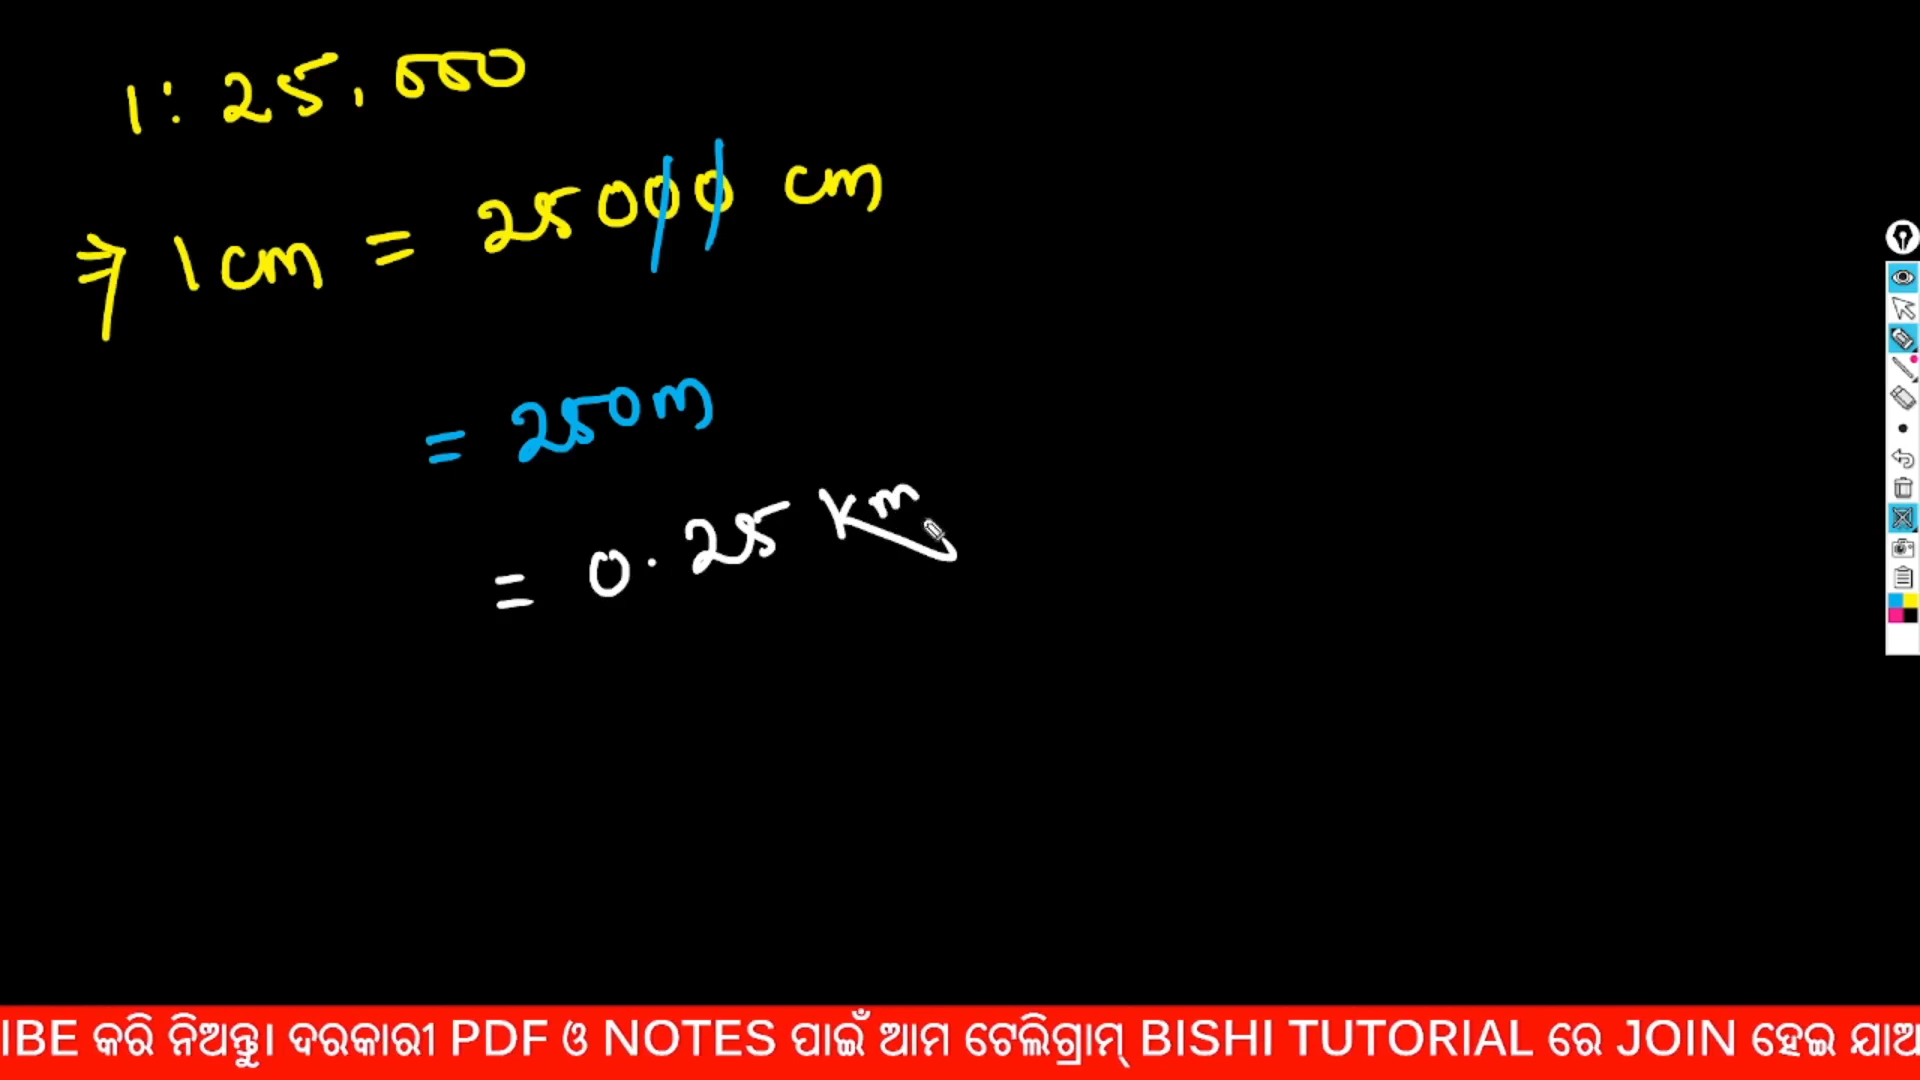 1: 25,000
⇒ 1 cm = 25000 cm
= 250m
= 0.25 Km
IBE କରି ନିଅନ୍ତୁ। ଦରକାରୀ PDF ଓ NOTES ପାଇଁ ଆମ ଟେଲିଗ୍ରାମ୍ BISHI TUTORIAL ରେ JOIN ହେଇ ଯାଆ